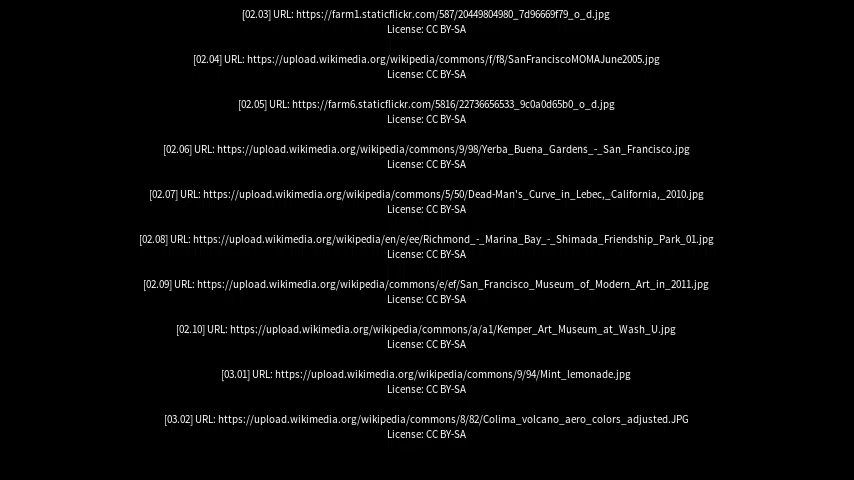 [02.03] URL: https://farm1.staticflickr.com/587/20449804980_7d96669f79_o_d.jpg
License: CC BY-SA
[02.04] URL: https://upload.wikimedia.org/wikipedia/commons/f/f8/SanFranciscoMOMAJune2005.jpg
License: CC BY-SA
[02.05] URL: https://farm6.staticflickr.com/5816/22736656533_9c0a0d65b0_o_d.jpg
License: CC BY-SA
[02.06] URL: https://upload.wikimedia.org/wikipedia/commons/9/98/Yerba_Buena_Gardens_-_San_Francisco.jpg
License: CC BY-SA
[02.07] URL: https://upload.wikimedia.org/wikipedia/commons/5/50/Dead-Man's_Curve_in_Lebec,_California,_2010.jpg
License: CC BY-SA
[02.08] URL: https://upload.wikimedia.org/wikipedia/en/e/ee/Richmond_-_Marina_Bay_-_Shimada_Friendship_Park_01.jpg
License: CC BY-SA
[02.09] URL: https://upload.wikimedia.org/wikipedia/commons/e/ef/San_Francisco_Museum_of_Modern_Art_in_2011.jpg
License: CC BY-SA
[02.10] URL: https://upload.wikimedia.org/wikipedia/commons/a/a1/Kemper_Art_Museum_at_Wash_U.jpg
License: CC BY-SA
[03.01] URL: https://upload.wikimedia.org/wikipedia/commons/9/94/Mint_lemonade.jpg
License: CC BY-SA
[03.02] URL: https://upload.wikimedia.org/wikipedia/commons/8/82/Colima_volcano_aero_colors_adjusted.JPG
License: CC BY-SA